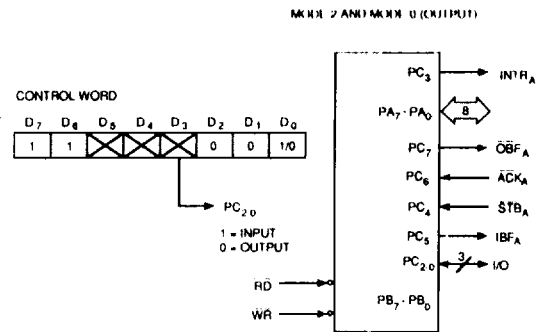 MODE 2 AND MODE 0 (OUTPUT)
CONTROL WORD
D7 D6 D5 D4 D3 D2 D1 D0
1 1 0 0 1/0
PC2-0
1 = INPUT
0 = OUTPUT
RD
WR
PC3 INTRA
PA7 - PA0 8
PC7 OBFA
PC6 ACKA
PC4 STBA
PC5 IBFA
PC2-0 3 I/O
PB7 - PB0